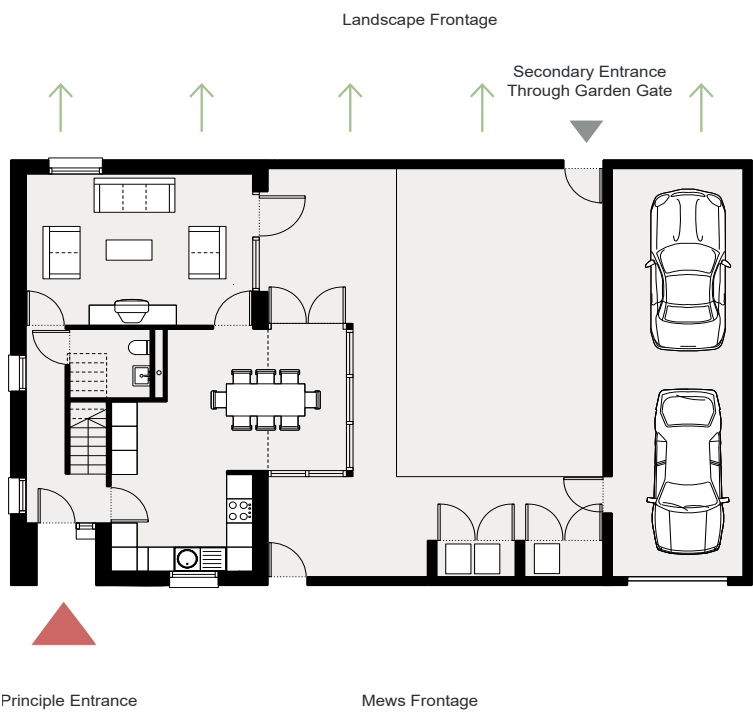 Landscape Frontage
Secondary Entrance
Through Garden Gate
Principle Entrance
Mews Frontage